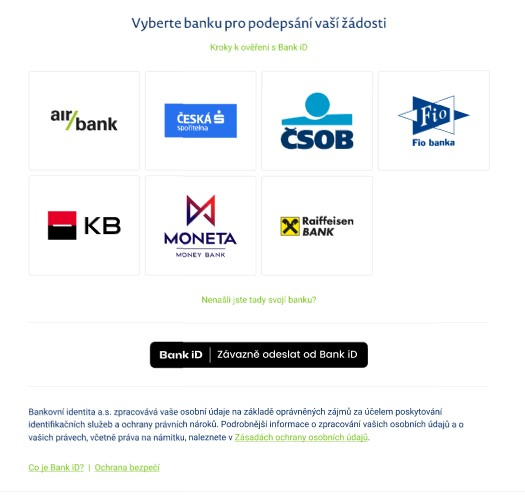 Vyberte banku pro podepsání vaší žádosti
Kroky k ověření s Bank iD
air bank
ČESKÁ spořitelna
ČSOB
Fio
Fio banka
KB
MONETA
MONEY BANK
Raiffeisen
BANK
Nenašli jste tady svojí banku?
Bank iD | Závazně odeslat od Bank iD
Bankovní identita a.s. zpracovává vaše osobní údaje na základě oprávněných zájmů za účelem poskytování
identifikačních služeb a ochrany právních nároků. Podrobnější informace o zpracování vašich osobních údajů a o
vašich právech, včetně práva na námitku, naleznete v Zásadách ochrany osobních údajů.
Co je Bank iD? | Ochrana bezpečí